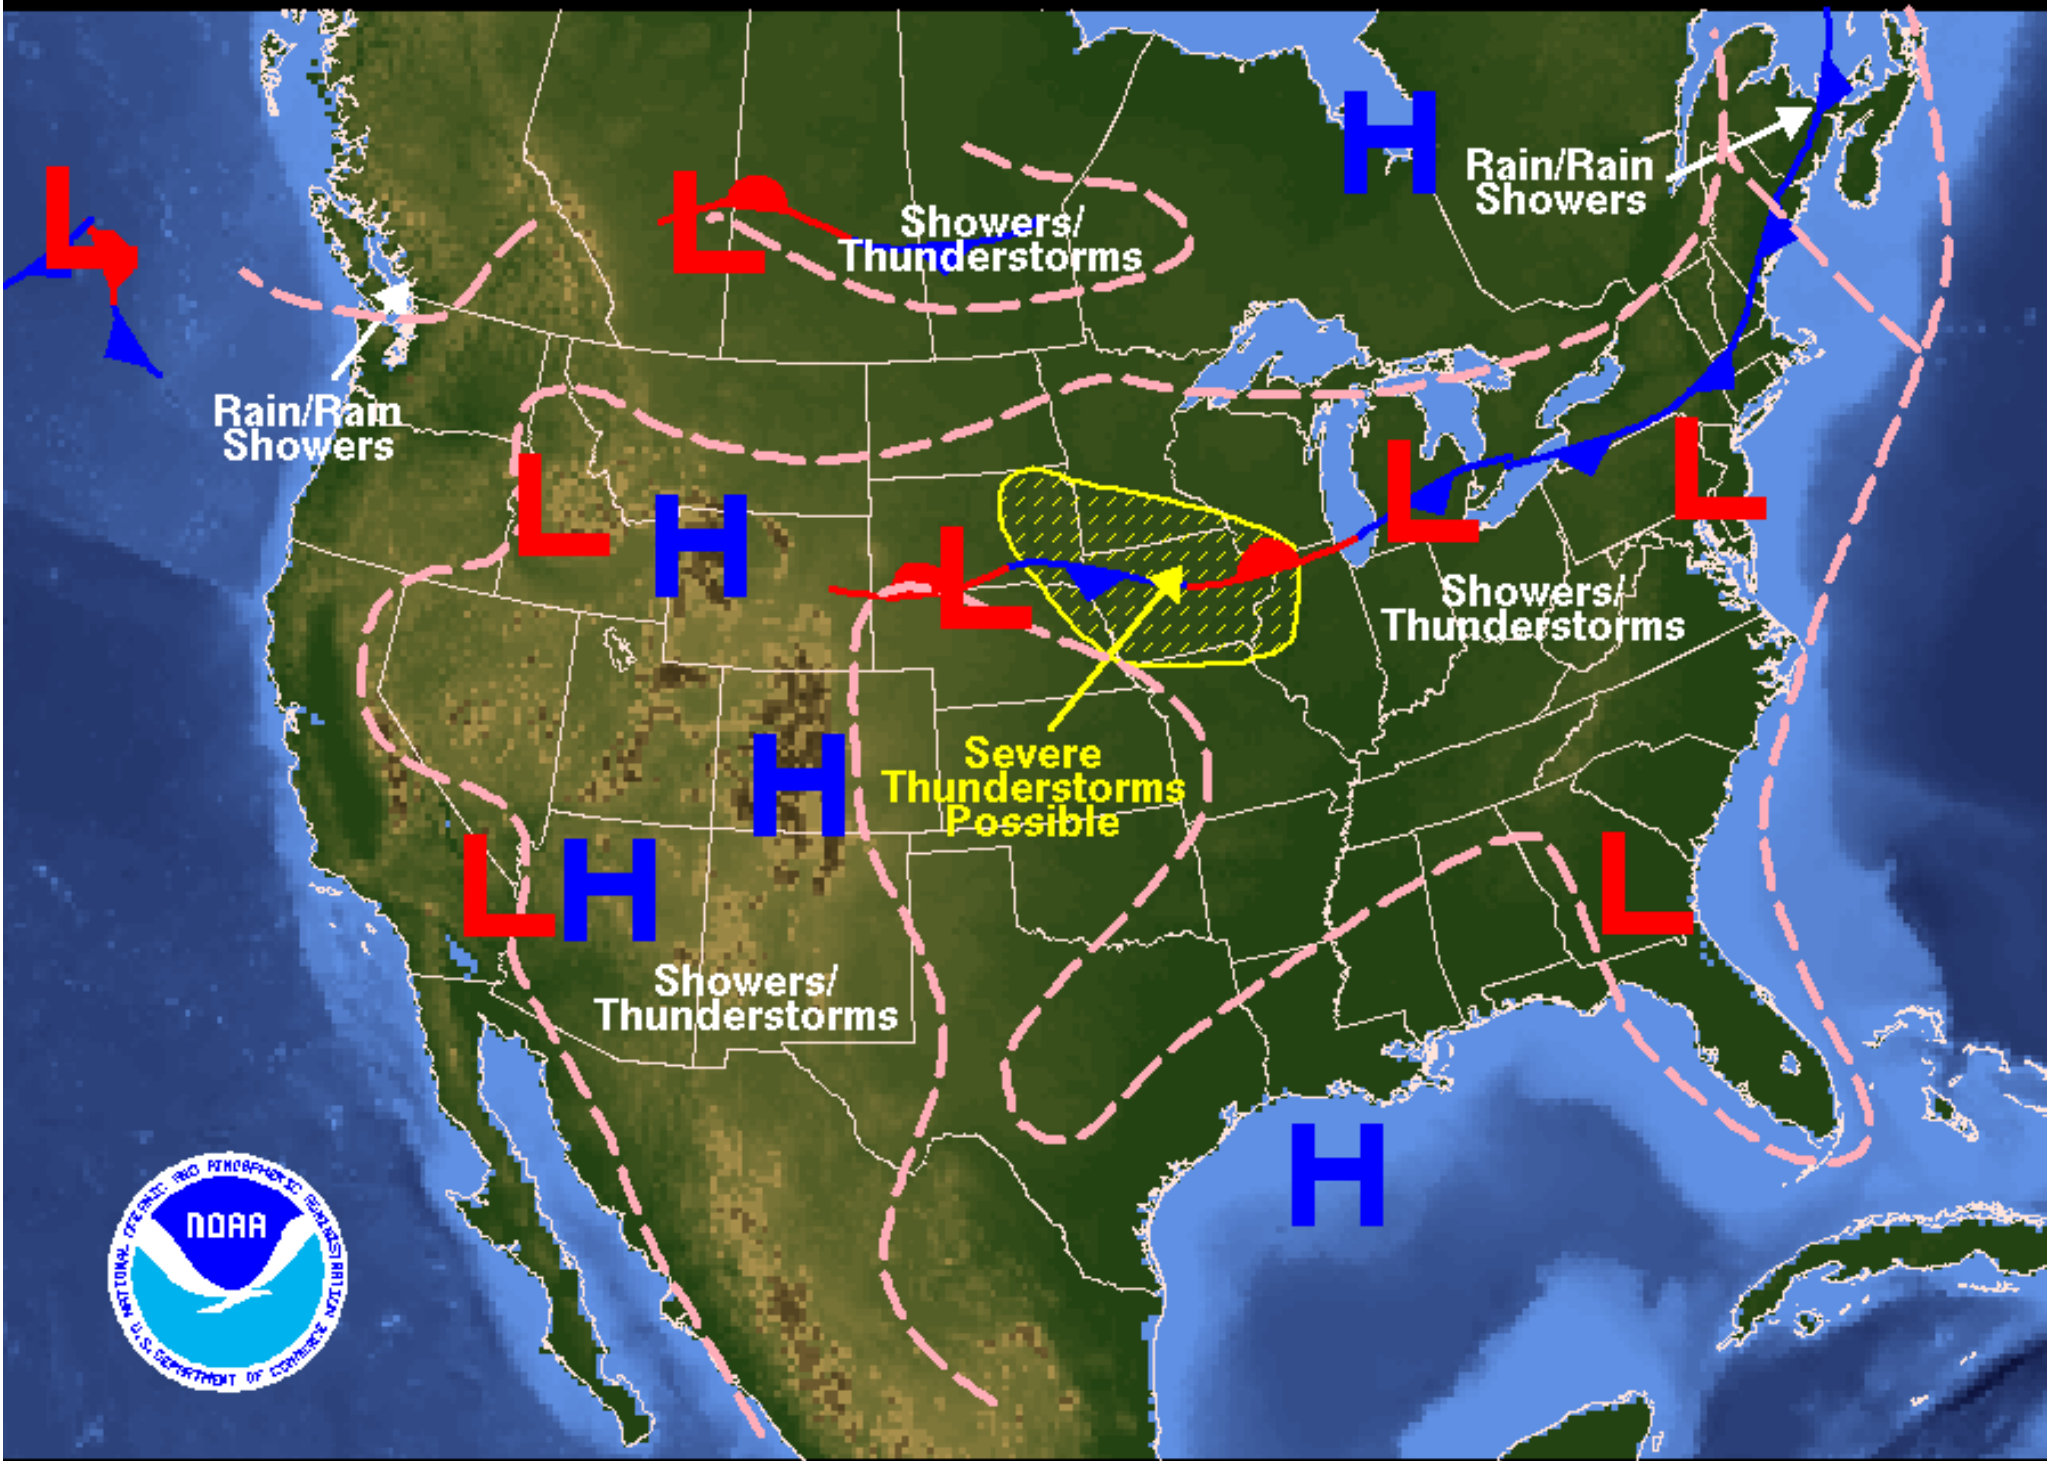 H
Rain/Rain
Showers
L
L
Showers/
Thunderstorms
Rain/Rain
Showers
L
H
L
L
L
Showers/
Thunderstorms
Severe
Thunderstorms
Possible
H
L
H
L
Showers/
Thunderstorms
H
NOAA
NATIONAL OCEANIC AND ATMOSPHERIC ADMINISTRATION
U.S. DEPARTMENT OF COMMERCE